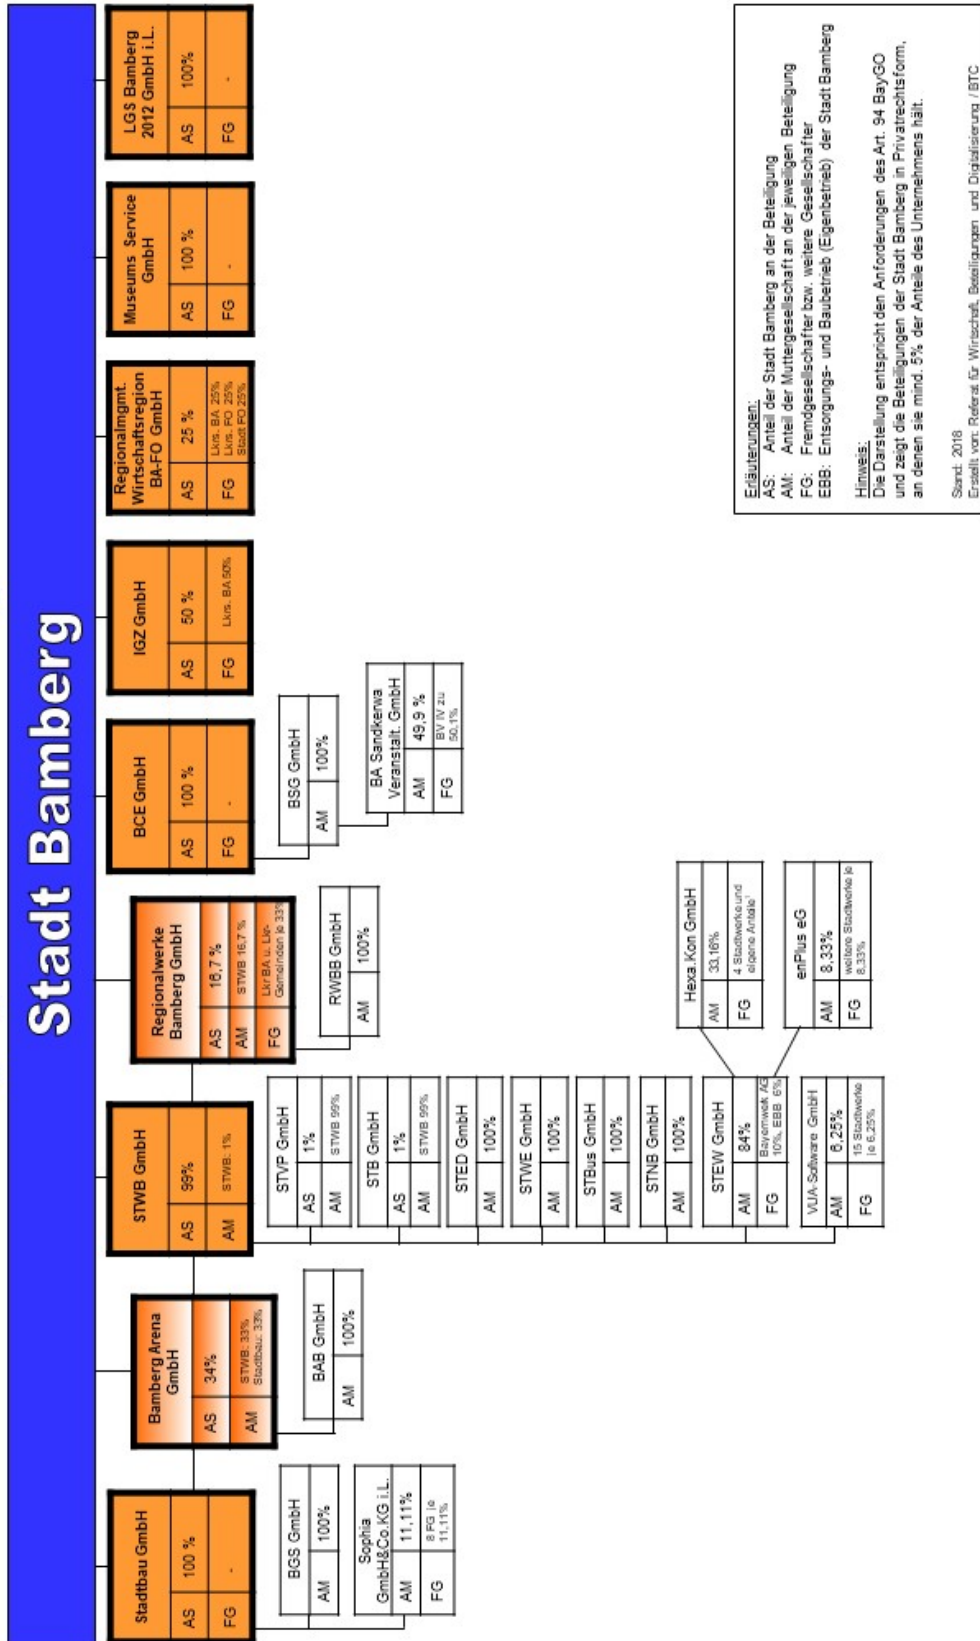 Stadt Bamberg
Stadtbau GmbH
AS 100 %
FG -
BGS GmbH
AM 100%
Sophia
GmbH&Co.KG i.L.
AM 11,11%
FG 8 FG je
11,11%
Bamberg Arena
GmbH
AS 34%
AM STWB: 33%
Stadtbau: 33%
BAB GmbH
AM 100%
STWB GmbH
AS 99%
AM STWB: 1%
STVP GmbH
AS 1%
AM STWB 99%
STB GmbH
AS 1%
AM STWB 99%
STED GmbH
AM 100%
STWE GmbH
AM 100%
STBus GmbH
AM 100%
STNB GmbH
AM 100%
STEW GmbH
AM 84%
FG Bayernwerk AG
10%, EBB 6%
VUA-Software GmbH
AM 6,25%
FG 15 Stadtwerke
je 6,25%
Hexa.Kon GmbH
AM 33,16%
FG 4 Stadtwerke und
eigene Anteile
enPlus eG
AM 8,33%
FG weitere Stadtwerke je
8,33%
Regionalwerke
Bamberg GmbH
AS 16,7 %
AM STWB 16,7 %
FG Lkr BA u. Lkr-
Gemeinden je 33%
RWBB GmbH
AM 100%
BCE GmbH
AS 100 %
FG -
BSG GmbH
AM 100%
BA Sandkerwa
Veranstalt. GmbH
AM 49,9 %
FG BV IV zu
50,1%
IGZ GmbH
AS 50 %
FG Lkrs. BA 50%
Regionalmgmt.
Wirtschaftsregion
BA-FO GmbH
AS 25 %
FG Lkrs. BA 25%
Lkrs. FO 25%
Stadt FO 25%
Museums Service
GmbH
AS 100 %
FG -
LGS Bamberg
2012 GmbH i.L.
AS 100%
FG -
Erläuterungen:
AS: Anteil der Stadt Bamberg an der Beteiligung
AM: Anteil der Muttergesellschaft an der jeweiligen Beteiligung
FG: Fremdgesellschafter bzw. weitere Gesellschafter
EBB: Entsorgungs- und Baubetrieb (Eigenbetrieb) der Stadt Bamberg
Hinweis:
Die Darstellung entspricht den Anforderungen des Art. 94 BayGO
und zeigt die Beteiligungen der Stadt Bamberg in Privatrechtsform,
an denen sie mind. 5% der Anteile des Unternehmens hält.
Stand: 2018
Erstellt von: Referat für Wirtschaft, Beteiligungen und Digitalisierung / BTC